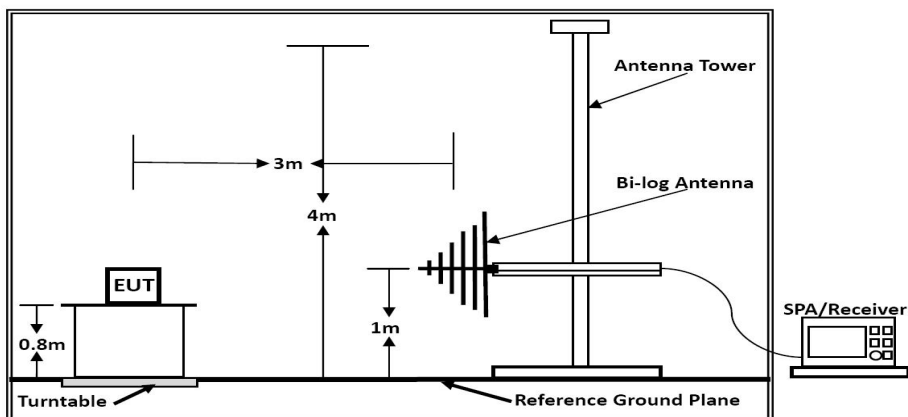 Antenna Tower
3m
Bi-log Antenna
4m
EUT
SPA/Receiver
0.8m
1m
Turntable
Reference Ground Plane